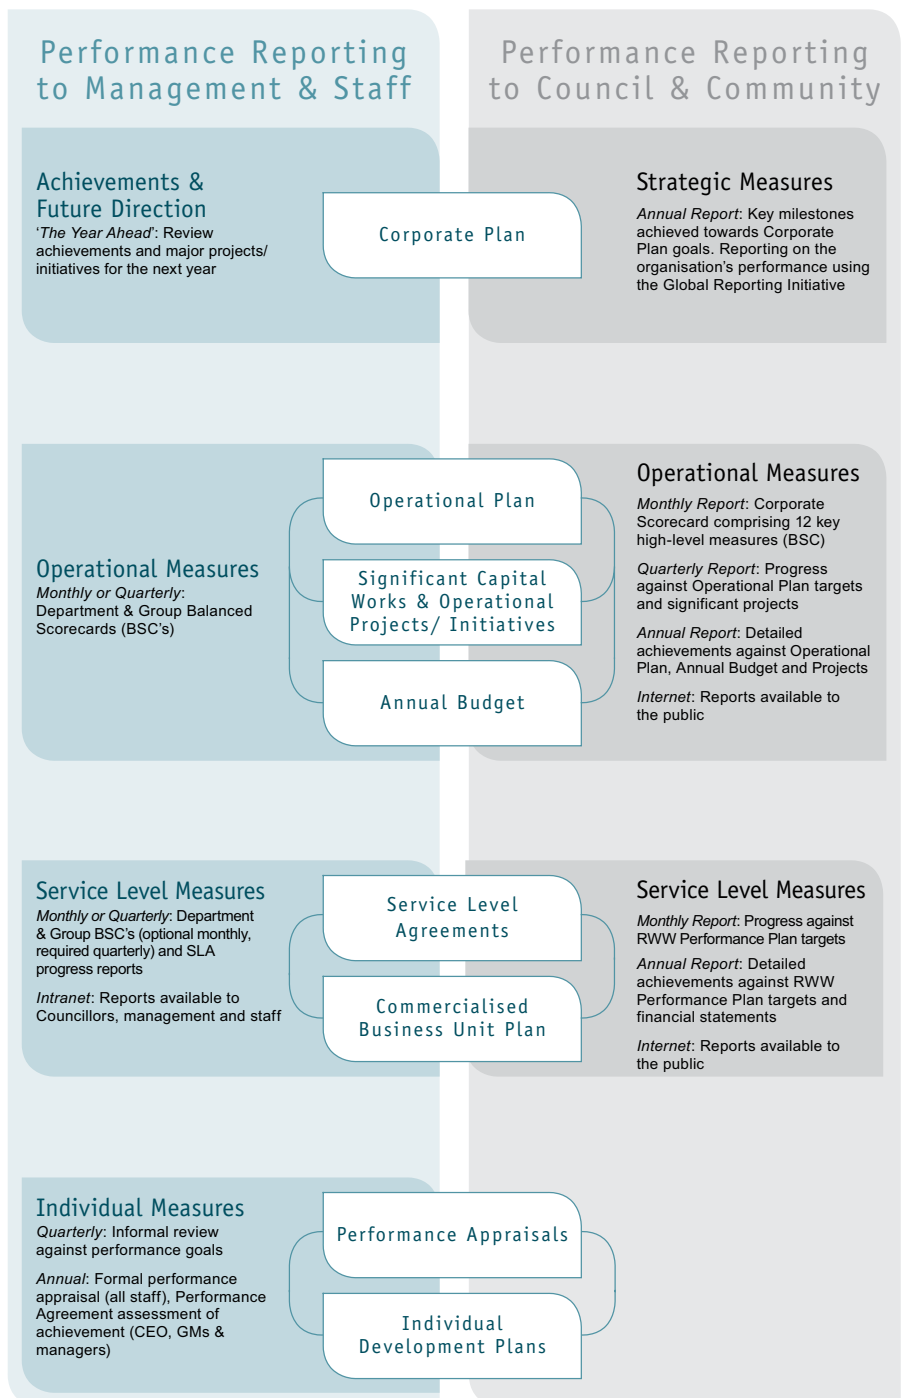 Performance Reporting
to Management & Staff
Performance Reporting
to Council & Community
Achievements &
Future Direction
‘The Year Ahead’: Review
achievements and major projects/
initiatives for the next year
Corporate Plan
Strategic Measures
Annual Report: Key milestones
achieved towards Corporate
Plan goals. Reporting on the
organisation’s performance using
the Global Reporting Initiative
Operational Measures
Monthly or Quarterly:
Department & Group Balanced
Scorecards (BSC’s)
Operational Plan
Significant Capital
Works & Operational
Projects/ Initiatives
Annual Budget
Operational Measures
Monthly Report: Corporate
Scorecard comprising 12 key
high-level measures (BSC)
Quarterly Report: Progress
against Operational Plan targets
and significant projects
Annual Report: Detailed
achievements against Operational
Plan, Annual Budget and Projects
Internet: Reports available to
the public
Service Level Measures
Monthly or Quarterly: Department
& Group BSC’s (optional monthly,
required quarterly) and SLA
progress reports
Intranet: Reports available to
Councillors, management and staff
Service Level
Agreements
Commercialised
Business Unit Plan
Service Level Measures
Monthly Report: Progress against
RWW Performance Plan targets
Annual Report: Detailed
achievements against RWW
Performance Plan targets and
financial statements
Internet: Reports available to
the public
Individual Measures
Quarterly: Informal review
against performance goals
Annual: Formal performance
appraisal (all staff), Performance
Agreement assessment of
achievement (CEO, GMs &
managers)
Performance Appraisals
Individual
Development Plans